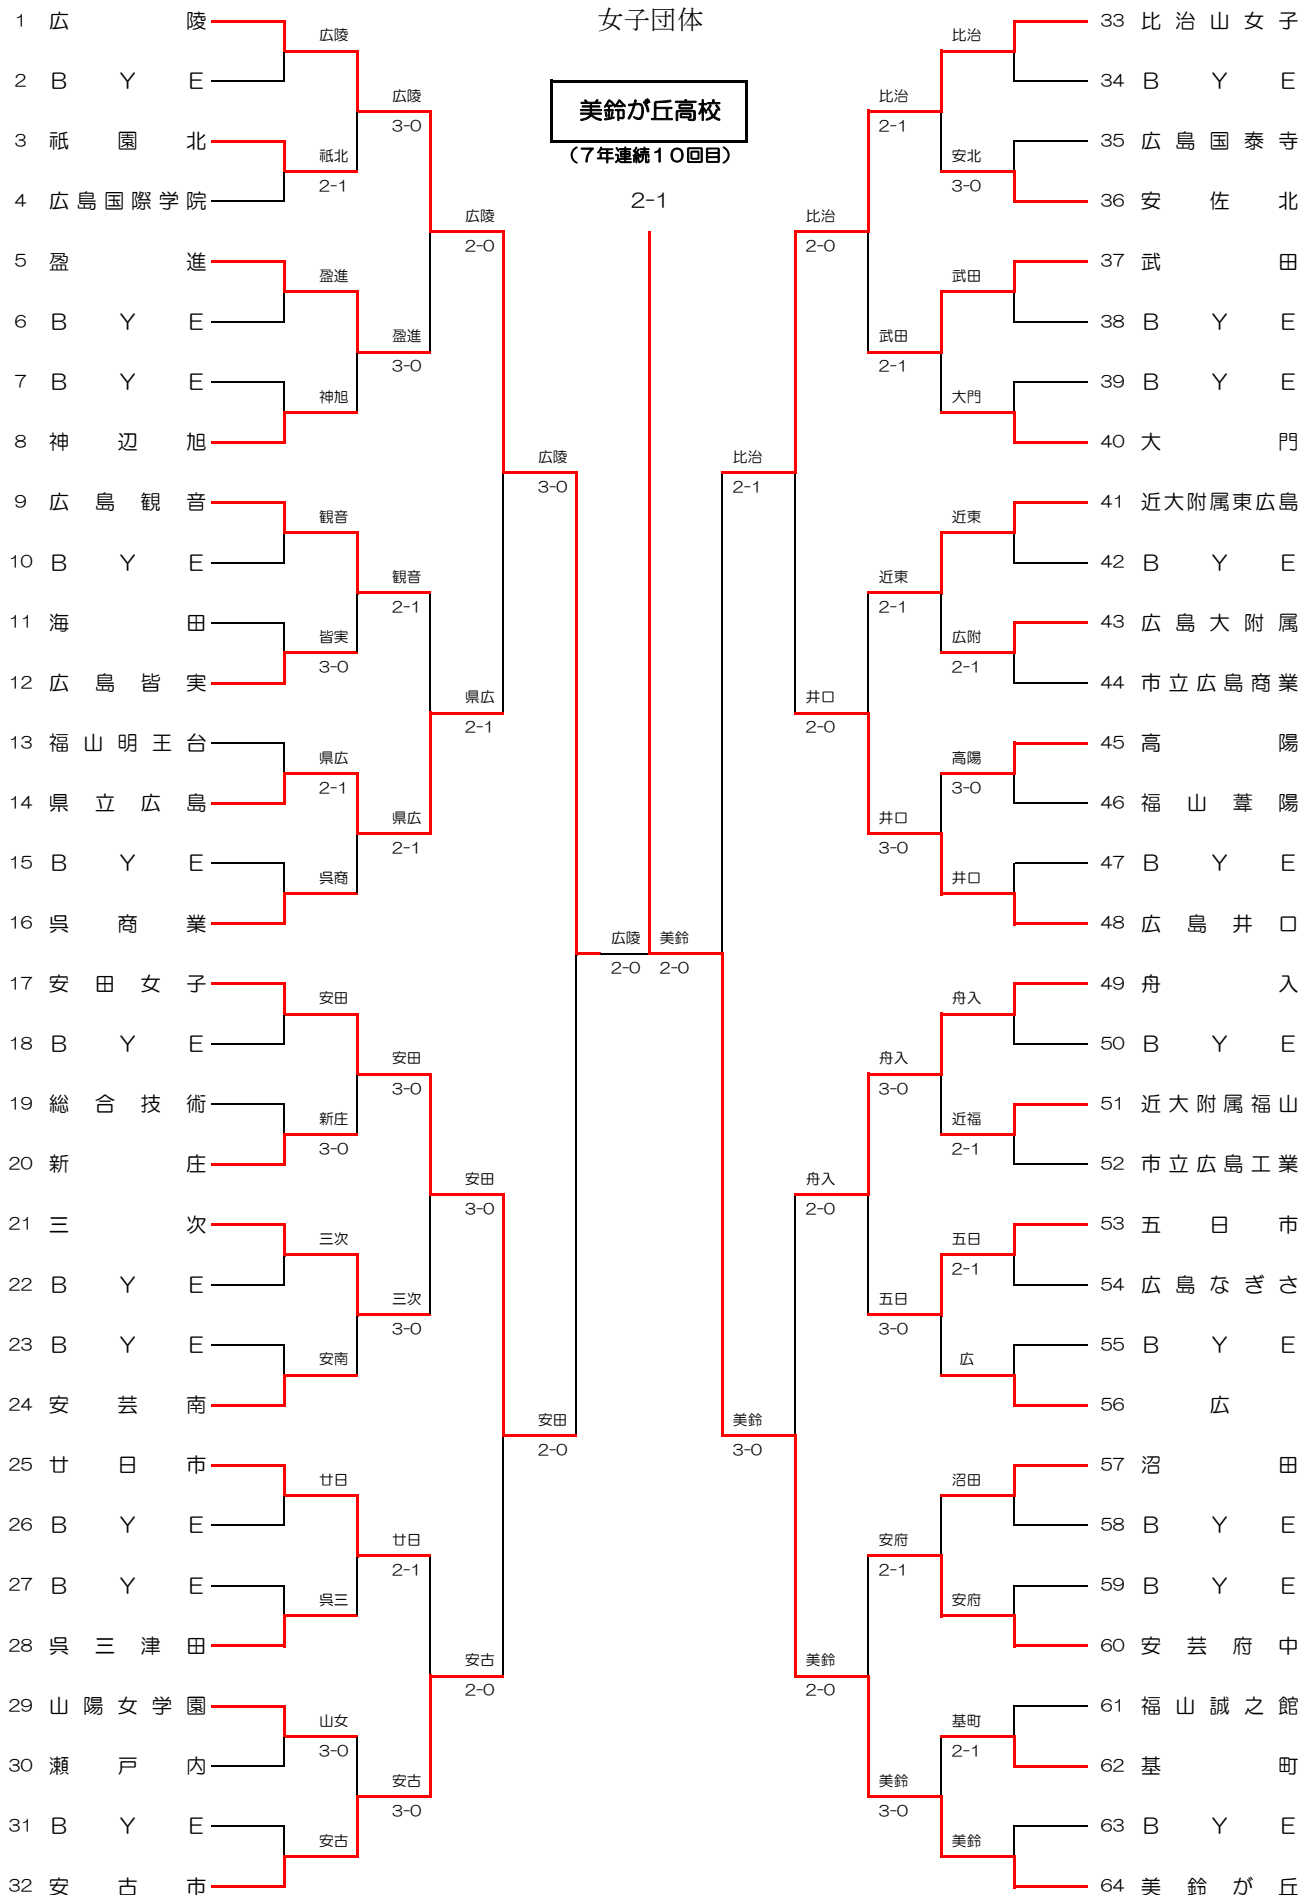 女子団体
美鈴が丘高校
(7年連続10回目)
2-1
1 広陵
2 BYE
3 祇園北
4 広島国際学院
5 盈進
6 BYE
7 BYE
8 神辺旭
9 広島観音
10 BYE
11 海田
12 広島皆実
13 福山明王台
14 県立広島
15 BYE
16 呉商業
17 安田女子
18 BYE
19 総合技術
20 新庄
21 三次
22 BYE
23 BYE
24 安芸南
25 廿日市
26 BYE
27 BYE
28 呉三津田
29 山陽女学園
30 瀬戸内
31 BYE
32 安古市
広陵
祇北
2-1
盈進
神旭
観音
皆実
3-0
県広
2-1
呉商
安田
新庄
3-0
三次
安南
廿日
呉三
山女
3-0
安古
広陵
3-0
盈進
3-0
観音
2-1
県広
2-1
安田
3-0
三次
3-0
廿日
2-1
安古
3-0
広陵
2-0
県広
2-1
安田
3-0
安古
2-0
広陵
3-0
安田
2-0
広陵
2-0
美鈴
2-0
比治
2-1
美鈴
3-0
比治
2-0
井口
2-0
舟入
2-0
美鈴
2-0
比治
2-1
武田
2-1
近東
2-1
井口
3-0
舟入
3-0
五日
3-0
安府
2-1
美鈴
3-0
比治
安北
3-0
武田
大門
近東
広附
2-1
高陽
3-0
井口
舟入
近福
2-1
五日
2-1
広
沼田
安府
基町
2-1
美鈴
33 比治山女子
34 BYE
35 広島国泰寺
36 安佐北
37 武田
38 BYE
39 BYE
40 大門
41 近大附属東広島
42 BYE
43 広島大附属
44 市立広島商業
45 高陽
46 福山葦陽
47 BYE
48 広島井口
49 舟入
50 BYE
51 近大附属福山
52 市立広島工業
53 五日市
54 広島なぎさ
55 BYE
56 広
57 沼田
58 BYE
59 BYE
60 安芸府中
61 福山誠之館
62 基町
63 BYE
64 美鈴が丘